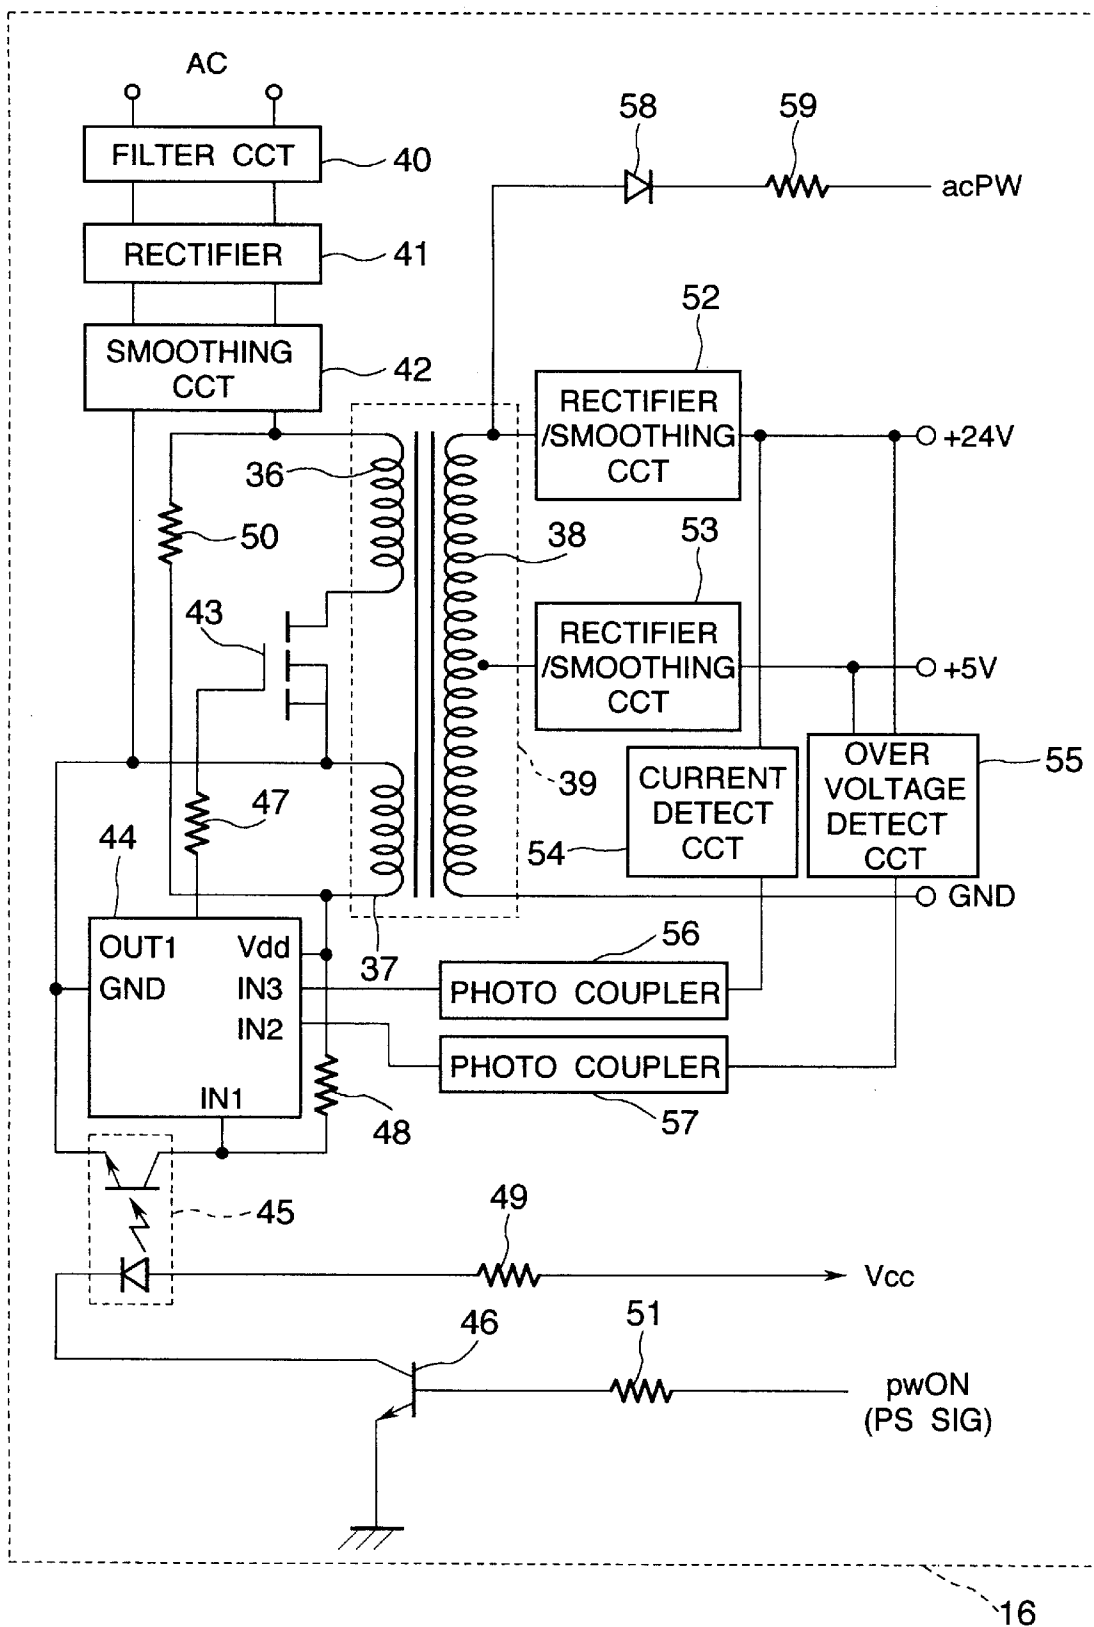 AC
58
59
FILTER CCT
40
acPW
RECTIFIER
41
52
SMOOTHING
CCT
42
RECTIFIER
/SMOOTHING
CCT
+24V
36
50
38
53
43
RECTIFIER
/SMOOTHING
CCT
+5V
39
47
CURRENT
DETECT
CCT
54
OVER
VOLTAGE
DETECT
CCT
55
44
GND
OUT1
Vdd
37
56
GND
IN3
PHOTO COUPLER
IN2
PHOTO COUPLER
57
IN1
48
45
49
Vcc
46
51
pwON
(PS SIG)
16